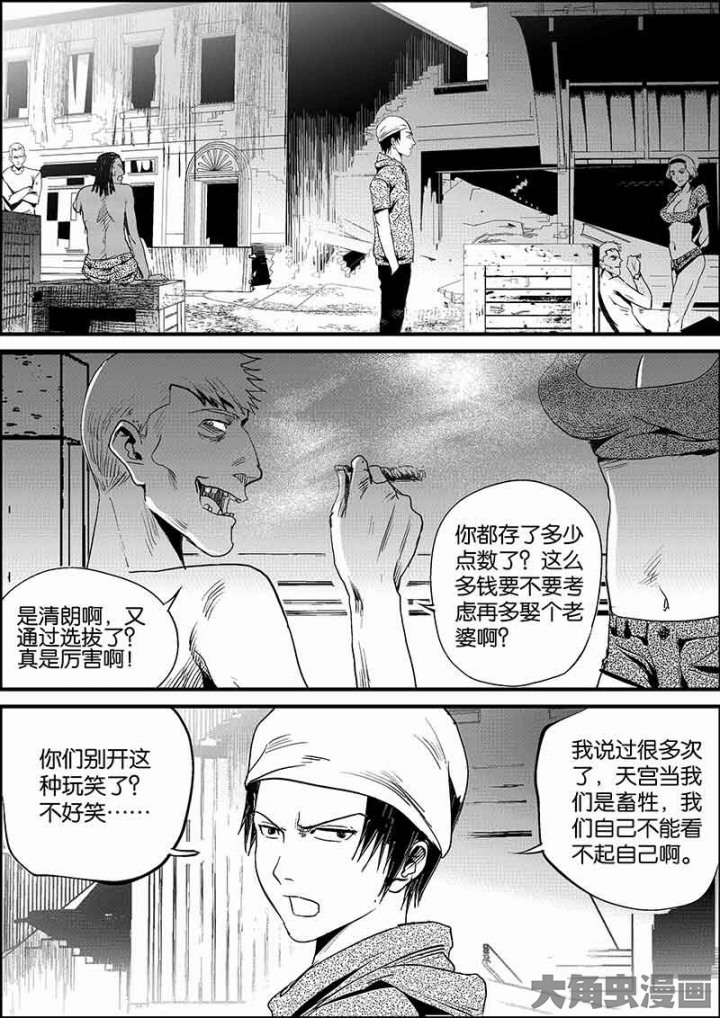 是清朗啊，又
通过选拔了？
真是厉害啊！
你都存了多少
点数了？这么
多钱要不要考
虑再多娶个老
婆啊？
你们别开这
种玩笑了？
不好笑……
我说过很多次
了，天宫当我
们是畜牲，我
们自己不能看
不起自己啊。
大角虫漫画